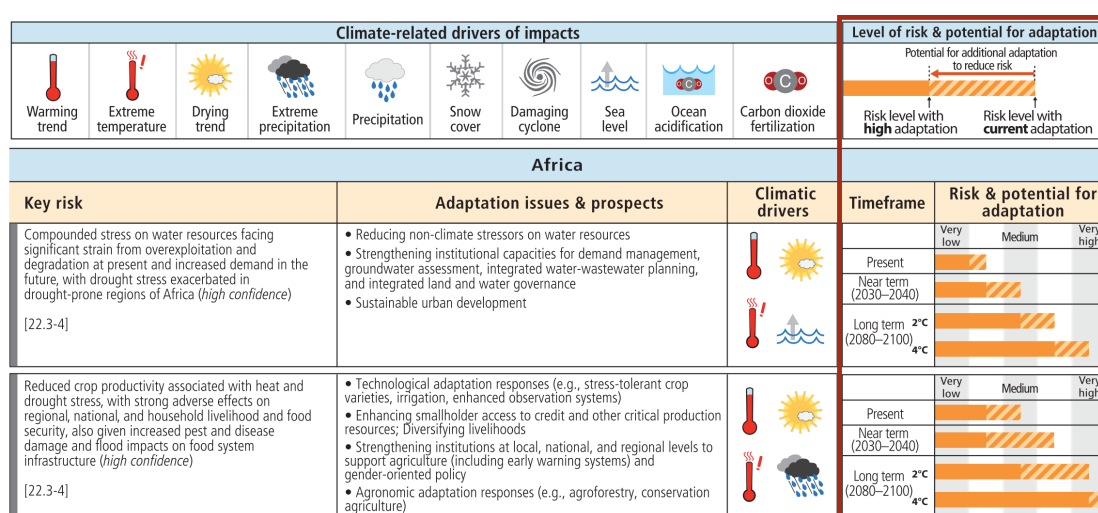 Climate-related drivers of impacts
Level of risk & potential for adaptation
Warming
trend
Extreme
temperature
Drying
trend
Extreme
precipitation
Precipitation
Snow
cover
Damaging
cyclone
Sea
level
O C O
Ocean
acidification
O C O
Carbon dioxide
fertilization
Potential for additional adaptation
to reduce risk
Risk level with
high adaptation
Risk level with
current adaptation
Africa
Key risk
Adaptation issues & prospects
Climatic
drivers
Timeframe
Risk & potential for
adaptation
Compounded stress on water resources facing
significant strain from overexploitation and
degradation at present and increased demand in the
future, with drought stress exacerbated in
drought-prone regions of Africa (high confidence)
[22.3-4]
• Reducing non-climate stressors on water resources
• Strengthening institutional capacities for demand management,
groundwater assessment, integrated water-wastewater planning,
and integrated land and water governance
• Sustainable urban development
Very
low
Medium
Very
high
Present
Near term
(2030–2040)
Long term 2°C
(2080–2100)
4°C
Reduced crop productivity associated with heat and
drought stress, with strong adverse effects on
regional, national, and household livelihood and food
security, also given increased pest and disease
damage and flood impacts on food system
infrastructure (high confidence)
[22.3-4]
• Technological adaptation responses (e.g., stress-tolerant crop
varieties, irrigation, enhanced observation systems)
• Enhancing smallholder access to credit and other critical production
resources; Diversifying livelihoods
• Strengthening institutions at local, national, and regional levels to
support agriculture (including early warning systems) and
gender-oriented policy
• Agronomic adaptation responses (e.g., agroforestry, conservation
agriculture)
Very
low
Medium
Very
high
Present
Near term
(2030–2040)
Long term 2°C
(2080–2100)
4°C